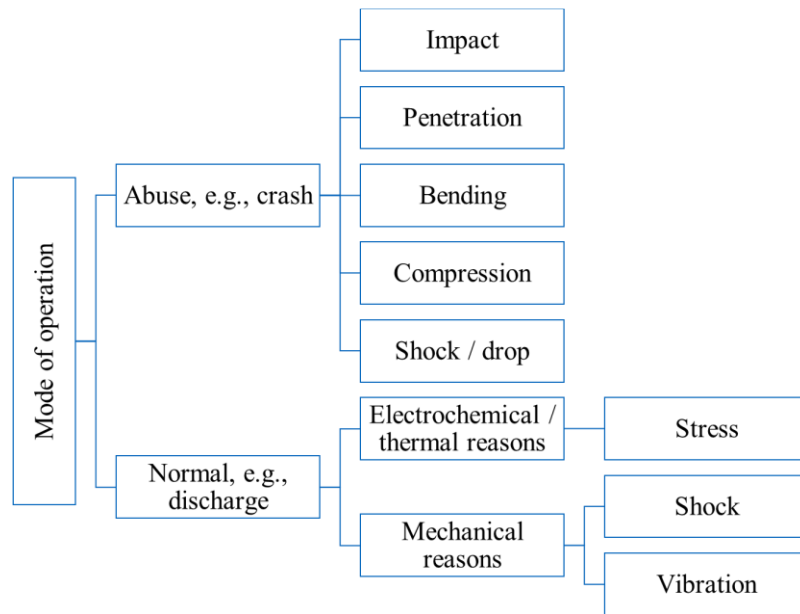 Mode of operation
Abuse, e.g., crash
Impact
Penetration
Bending
Compression
Shock / drop
Normal, e.g.,
discharge
Electrochemical /
thermal reasons
Stress
Mechanical
reasons
Shock
Vibration